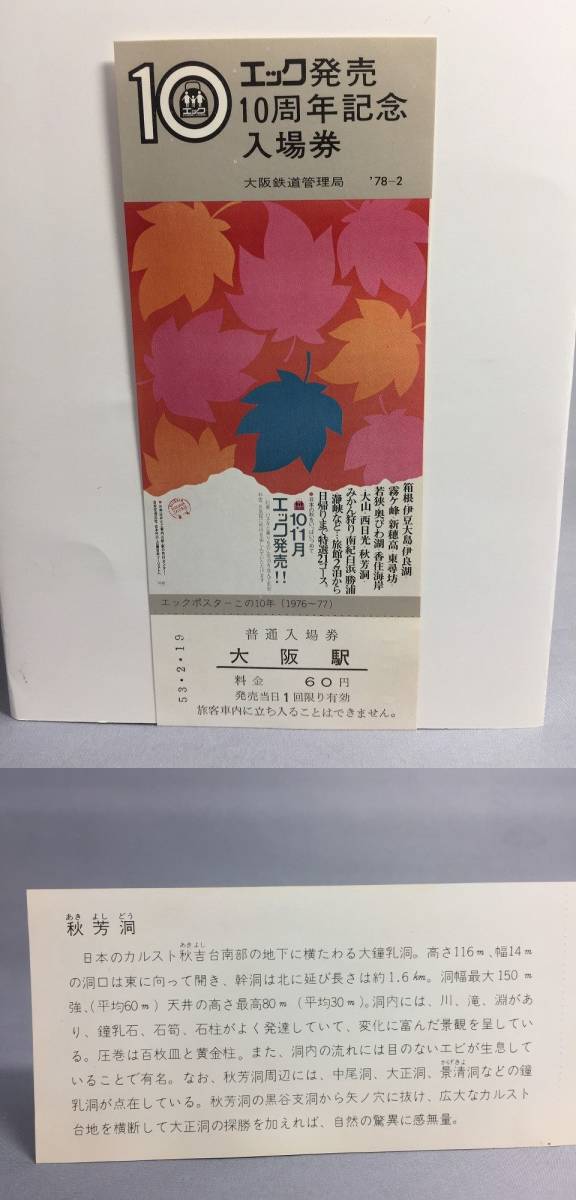 10
エック
エック発売
10周年記念
入場券
大阪鉄道管理局 '78-2
箱根 伊豆大島 伊良湖
霧ケ峰・新穂高・東尋坊
若狭・奥びわ湖・香住海岸
大山・西日光・秋芳洞・
みかん狩り・南紀白浜・勝浦
・瀞峡など…旅館2泊から
日帰りまで特選22コース。
10・11月
エック発売!!
エックポスターこの10年(1976〜77)
53・2・19
普通入場券
大阪駅
料金 60円
発売当日1回限り有効
旅客車内に立ち入ることはできません。
あき よし どう
秋芳洞
あきよし
日本のカルスト秋吉台南部の地下に横たわる大鐘乳洞。高さ116m、幅14m
の洞口は東に向って開き、幹洞は北に延び長さは約1.6km。洞幅最大150m
強、(平均60m) 天井の高さ最高80m (平均30m)。洞内には、川、滝、淵があ
り、鐘乳石、石筍、石柱がよく発達していて、変化に富んだ景観を呈してい
る。圧巻は百枚皿と黄金柱。また、洞内の流れには目のないエビが生息して
かげきよ
いることで有名。なお、秋芳洞周辺には、中尾洞、大正洞、景清洞などの鐘
乳洞が点在している。秋芳洞の黒谷支洞から矢ノ穴に抜け、広大なカルスト
台地を横断して大正洞の探勝を加えれば、自然の驚異に感無量。